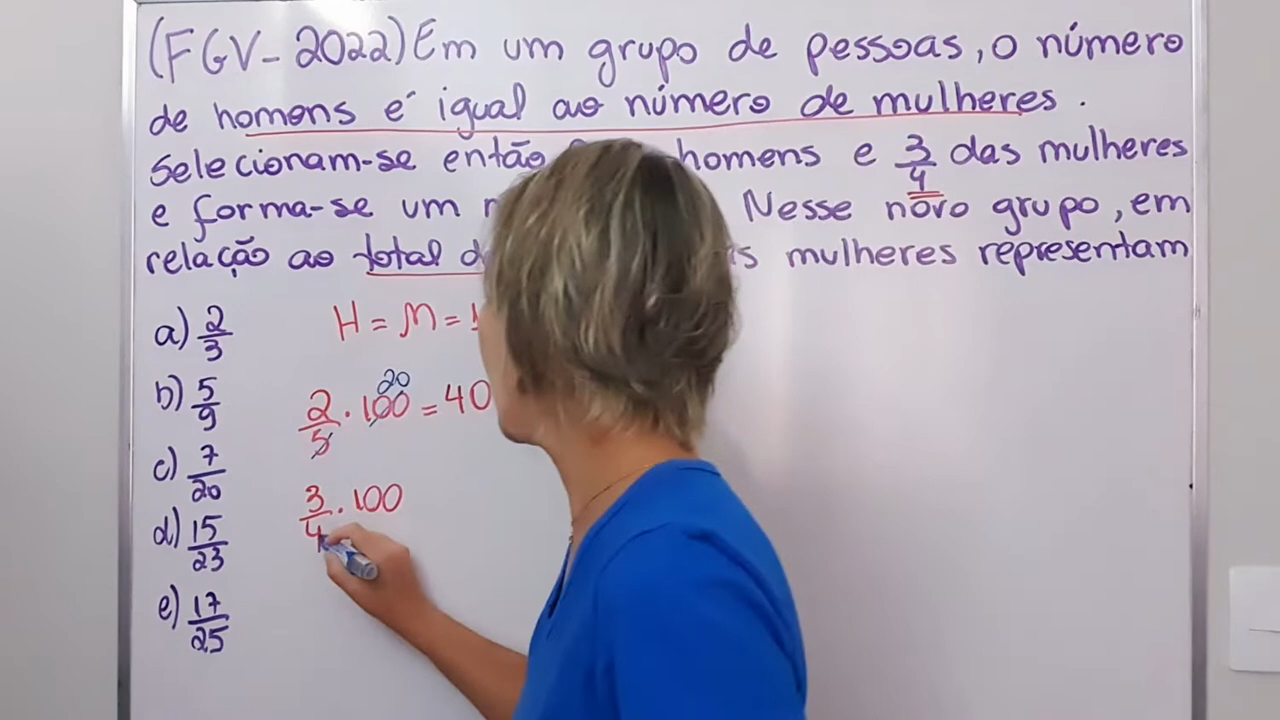 (FGV-2022) Em um grupo de pessoas, o número
de homens é igual ao número de mulheres.
selecionam-se então homens e 3/4 das mulheres
e forma-se um Nesse novo grupo, em
relação ao total mulheres representam
a) 2/3
H = M =
b) 5/9
2/5 . 100 = 40
20
c) 7/20
3/4 . 100
d) 15/23
e) 17/25